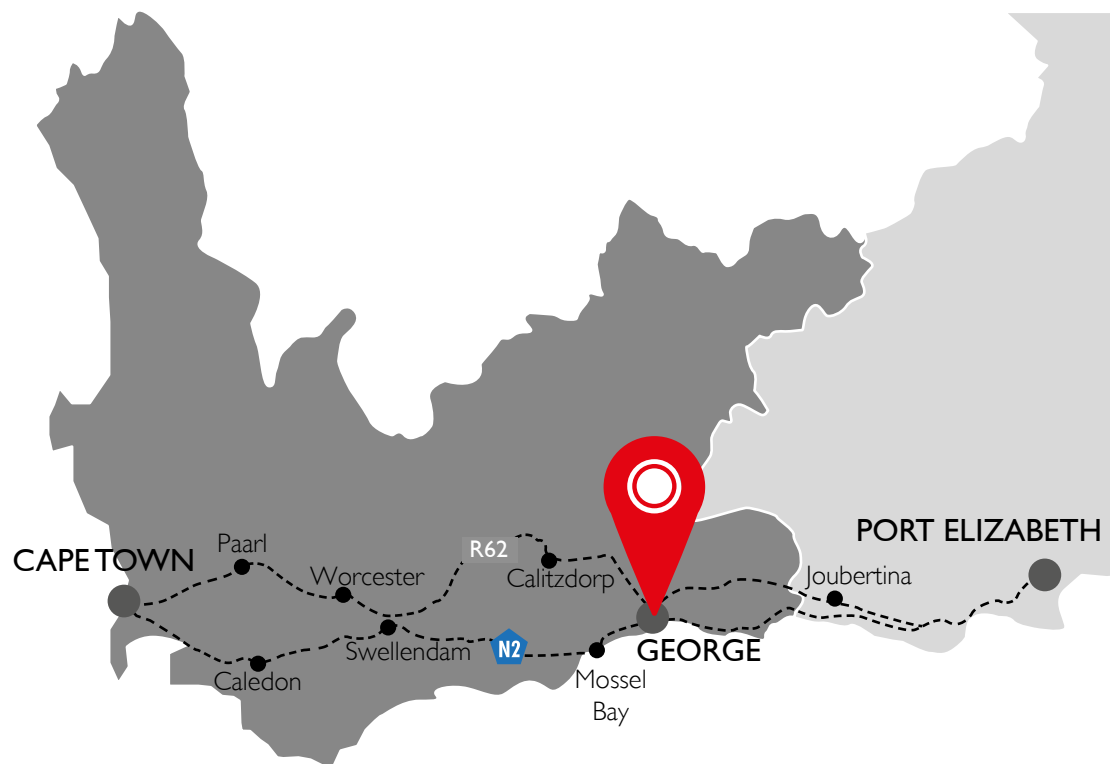 PORT ELIZABETH
CAPE TOWN
Paarl
R62
Worcester
Calitzdorp
Joubertina
Swellendam
N2
GEORGE
Caledon
Mossel
Bay